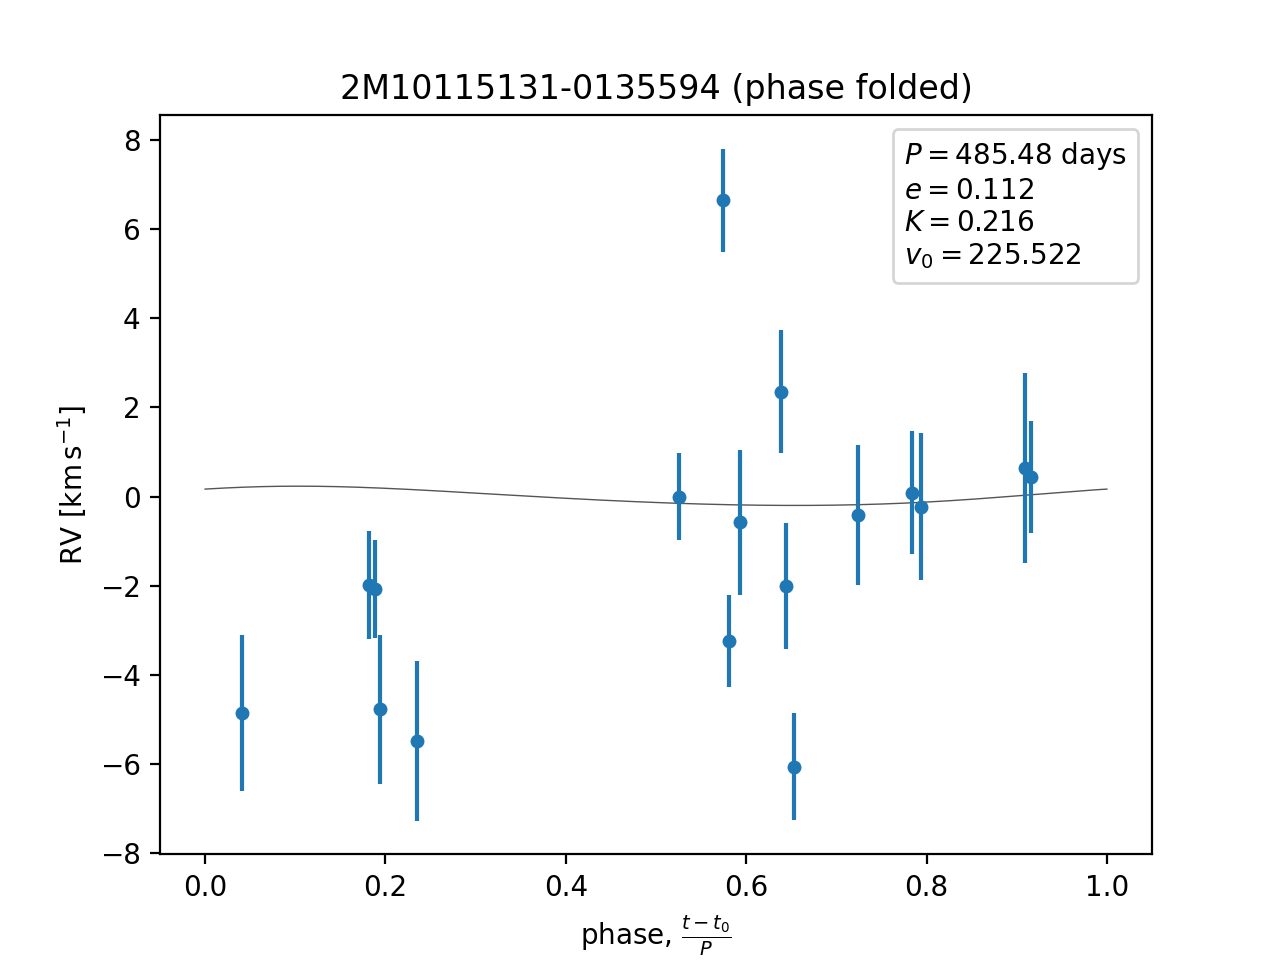 2M10115131-0135594 (phase folded)
P = 485.48 days
e = 0.112
K = 0.216
v₀ = 225.522
8
6
4
2
0
−2
−4
−6
−8
RV [km s⁻¹]
0.0 0.2 0.4 0.6 0.8 1.0
phase, (t − t₀)/P